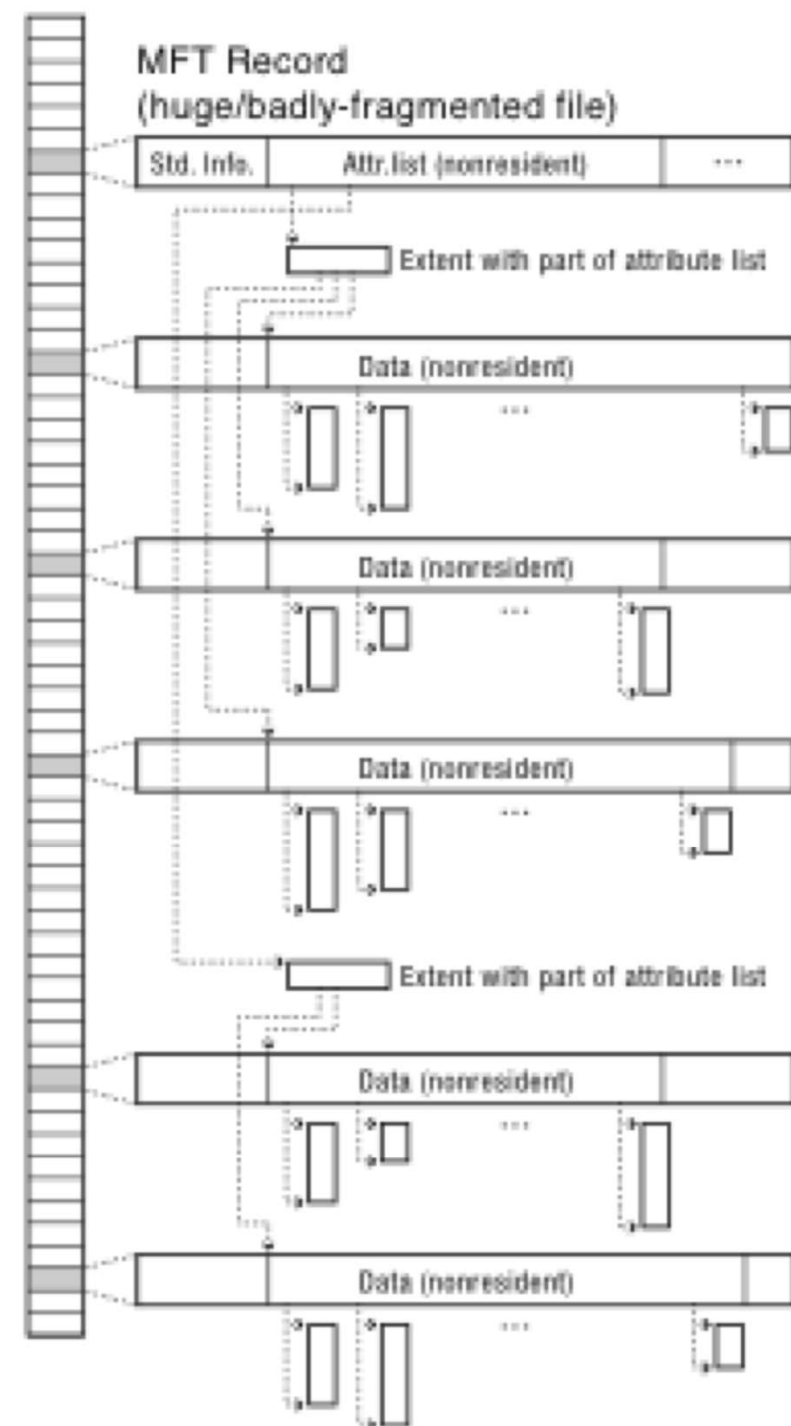 MFT Record
(huge/badly-fragmented file)
Std. Info. Attr.list (nonresident) ...
Extent with part of attribute list
Data (nonresident)
...
Data (nonresident)
...
Data (nonresident)
...
Extent with part of attribute list
Data (nonresident)
...
Data (nonresident)
...